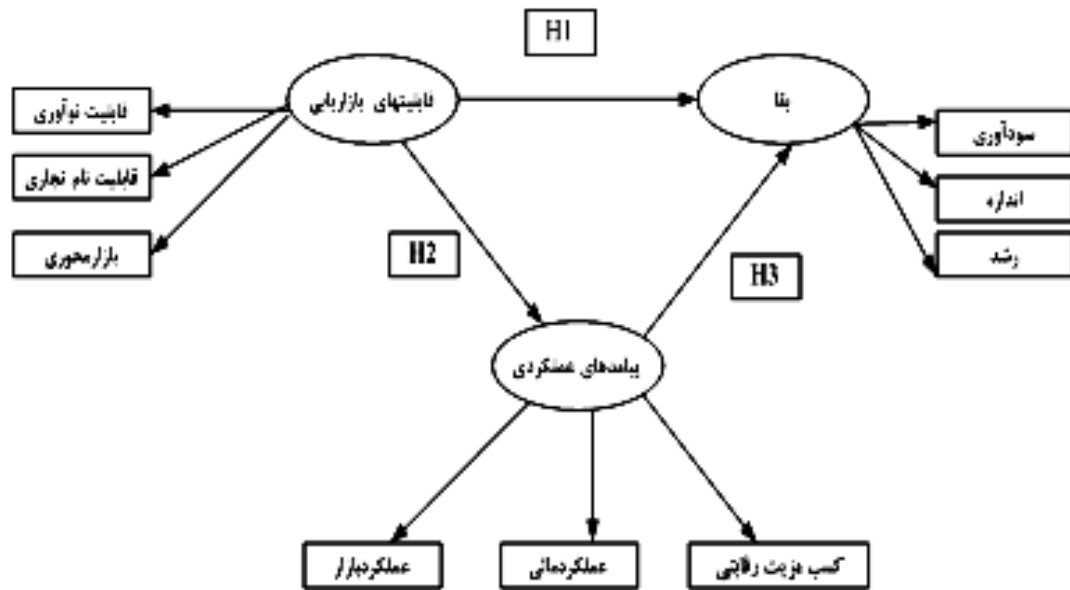 H1
قابلیتهای بازاریابی
بقا
قابلیت نوآوری
قابلیت نام تجاری
بازارمحوری
سودآوری
اندازه
رشد
H2
H3
پیامدهای عملکردی
عملکردبازار
عملکردمالی
کسب مزیت رقابتی